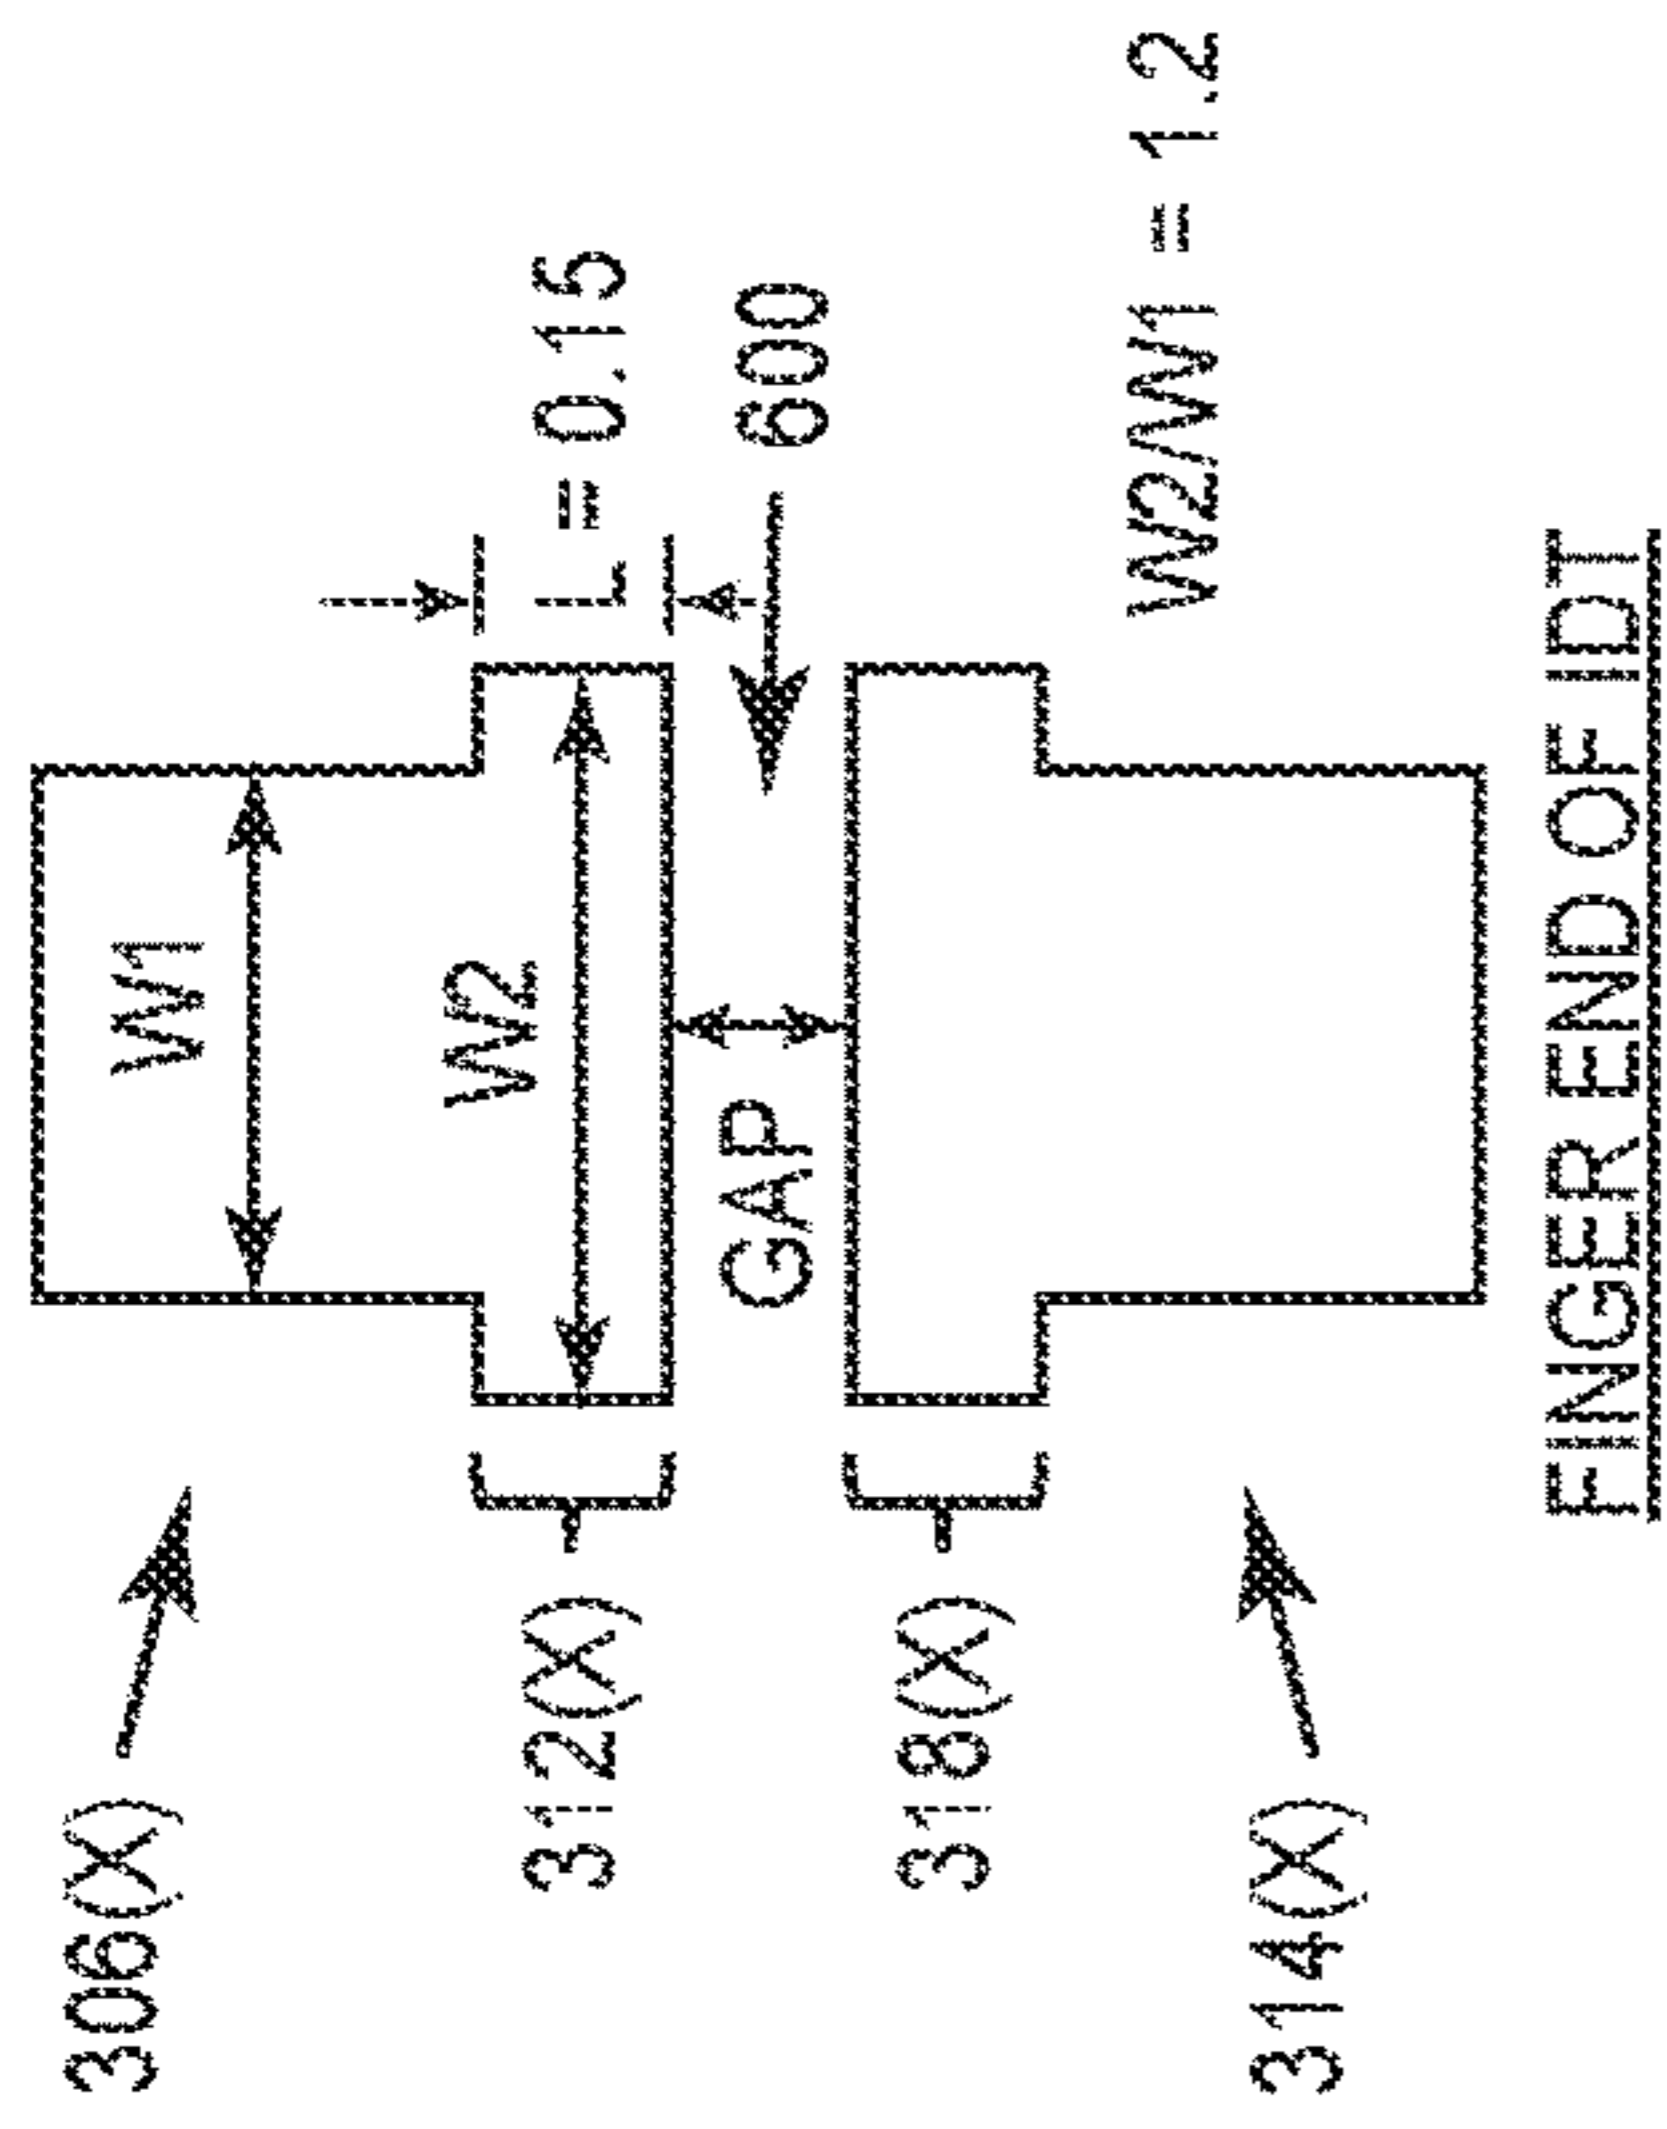 306(X)
W1
312(X)
W2
L = 0.15
GAP
600
318(X)
314(X)
W2/W1 = 1.2
FINGER END OF IDT